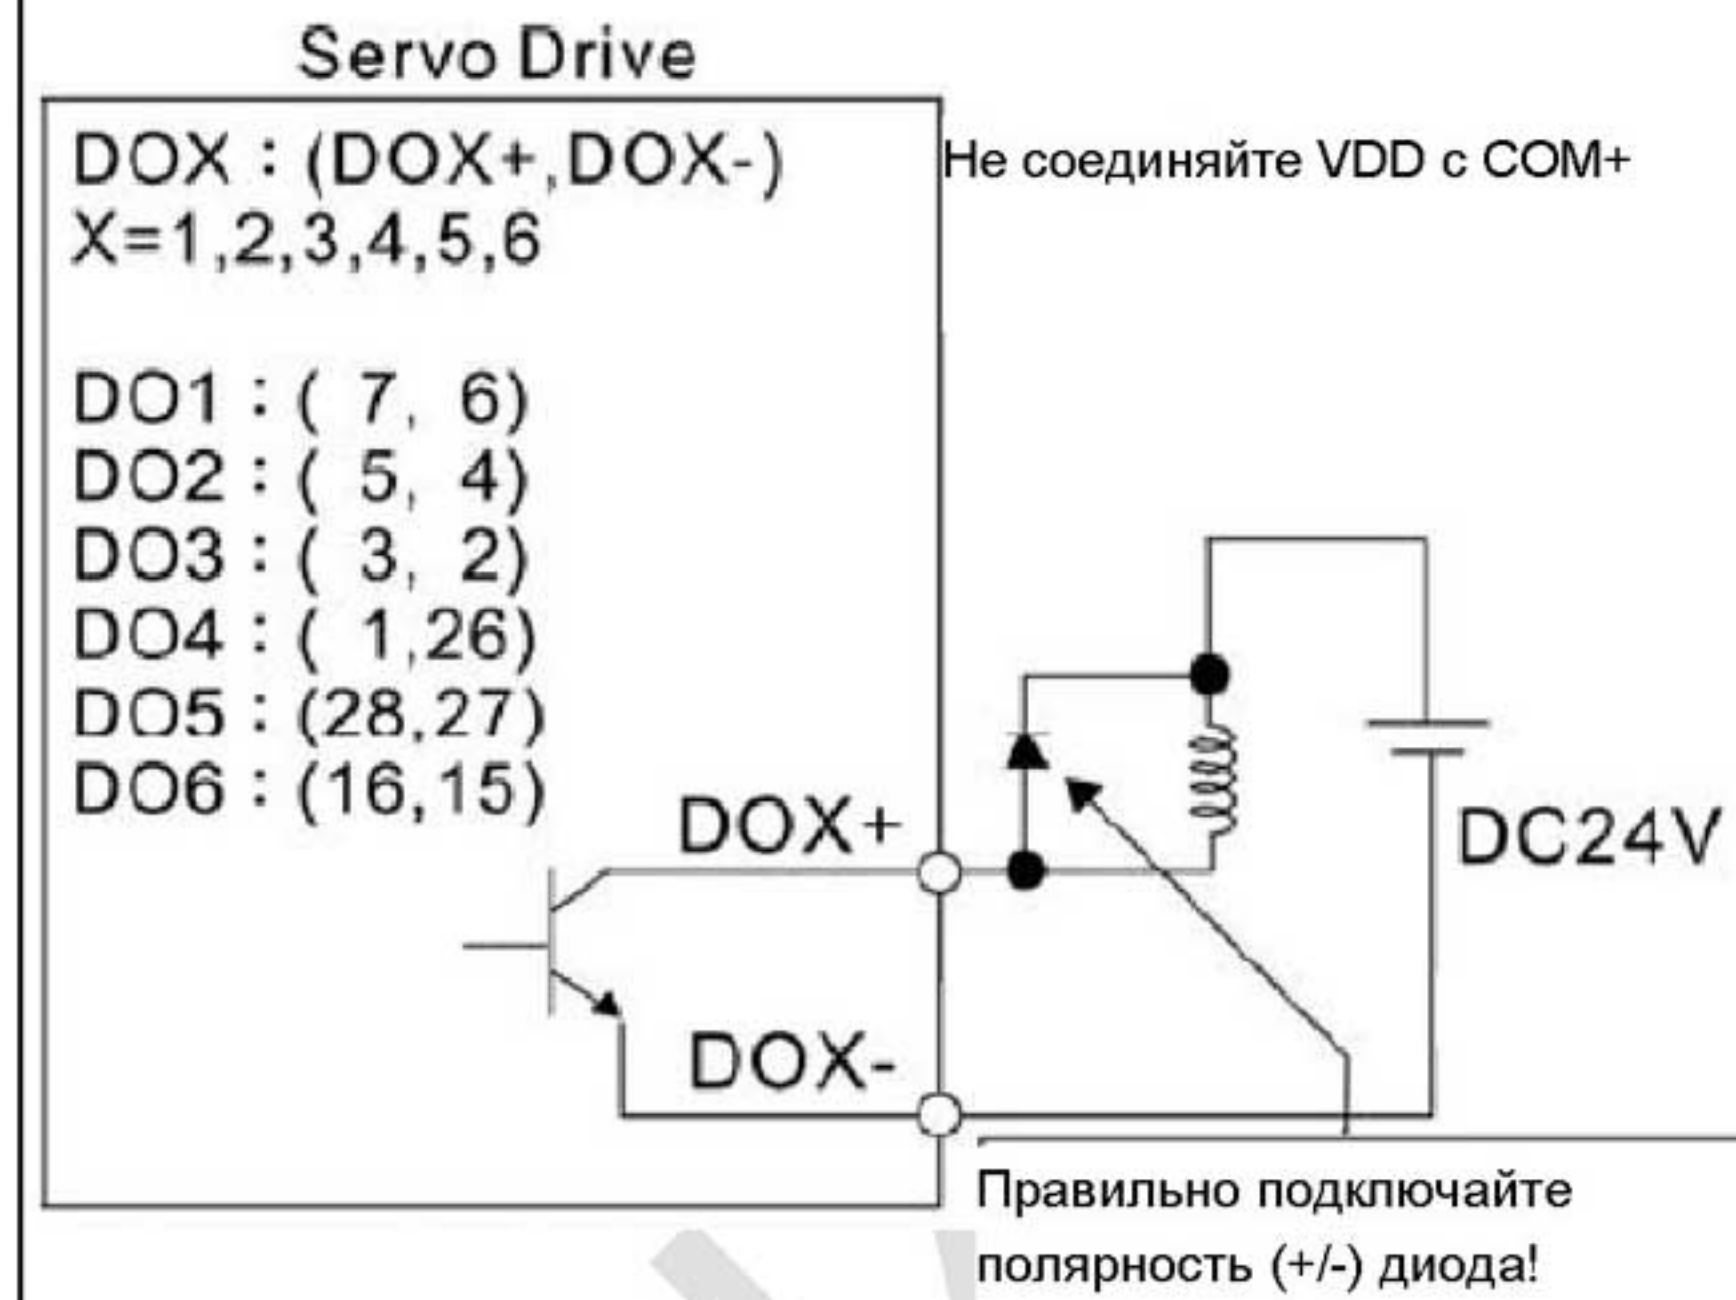 Servo Drive
DOX : (DOX+,DOX-)
Не соединяйте VDD с COM+
X=1,2,3,4,5,6
DO1 : ( 7, 6)
DO2 : ( 5, 4)
DO3 : ( 3, 2)
DO4 : ( 1,26)
DO5 : (28,27)
DO6 : (16,15)
DOX+
DC24V
DOX-
Правильно подключайте
полярность (+/-) диода!